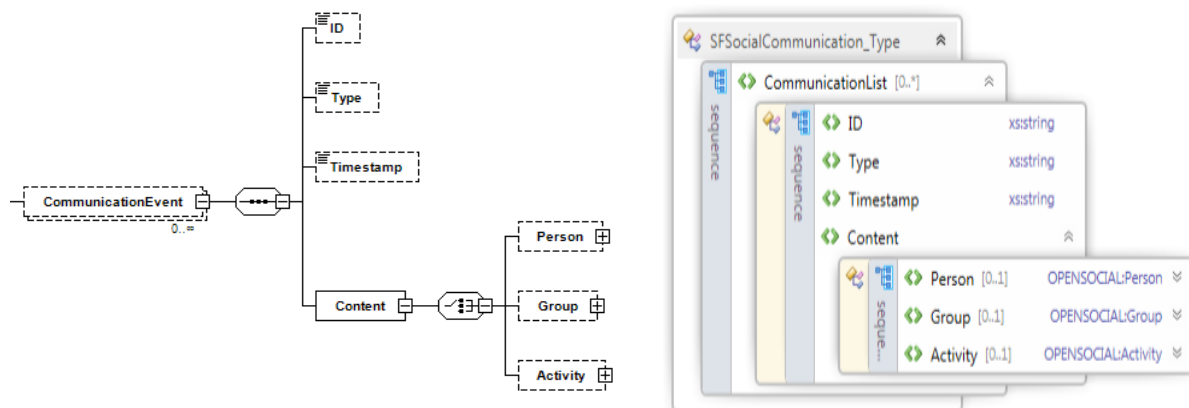 ID
Type
Timestamp
CommunicationEvent
0..∞
Content
Person
Group
Activity
SFSocialCommunication_Type
sequence
CommunicationList [0..*]
sequence
ID xs:string
Type xs:string
Timestamp xs:string
Content
seque...
Person [0..1] OPENSOCIAL:Person
Group [0..1] OPENSOCIAL:Group
Activity [0..1] OPENSOCIAL:Activity